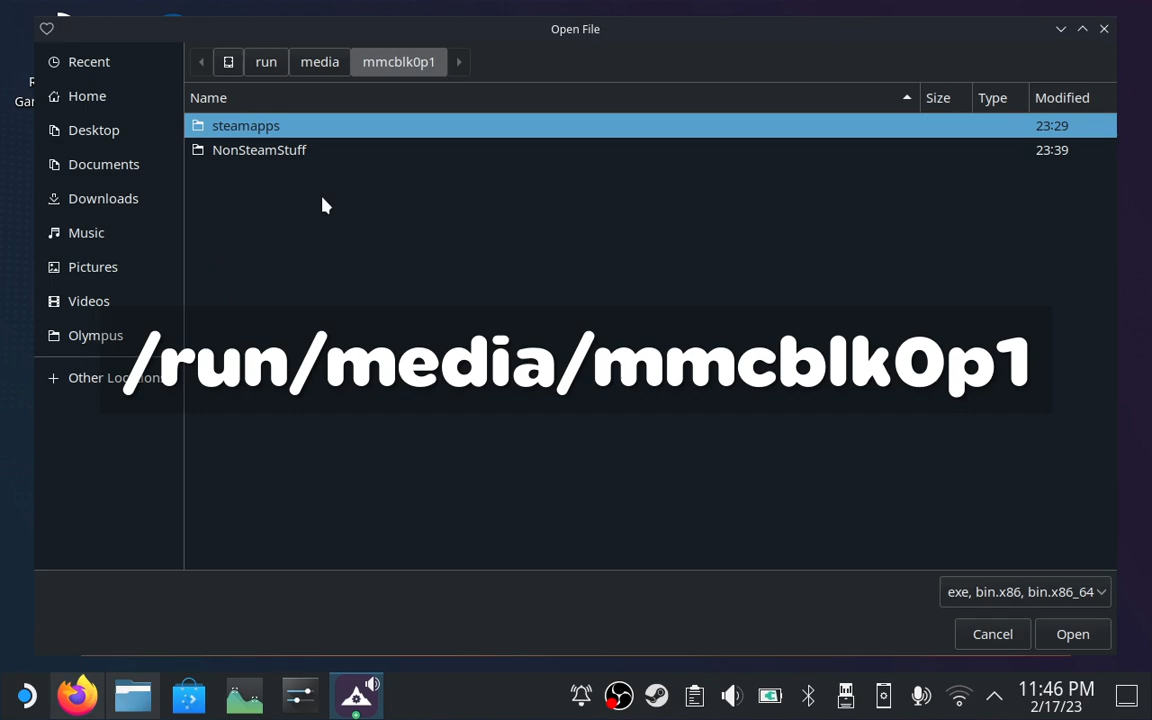 Open File
Recent
run
media
mmcblk0p1
Home
Name
Size
Type
Modified
steamapps
23:29
Desktop
NonSteamStuff
23:39
Documents
Downloads
Music
Pictures
Videos
Olympus
/run/media/mmcblk0p1
Other Locations
exe, bin.x86, bin.x86_64
Cancel
Open
11:46 PM
2/17/23